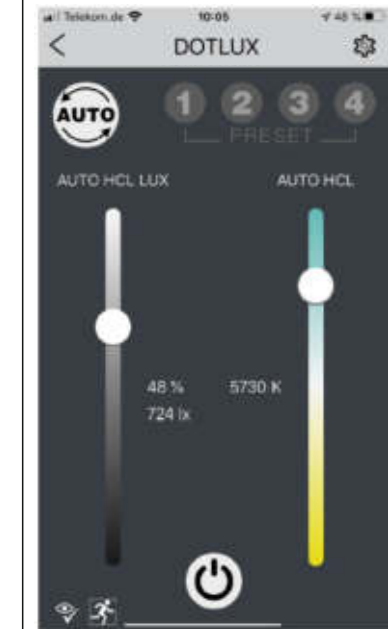 Telekom.de 10:05 48 %
DOTLUX
AUTO 1 2 3 4
PRESET
AUTO HCL LUX AUTO HCL
48 % 5730 K
724 lx